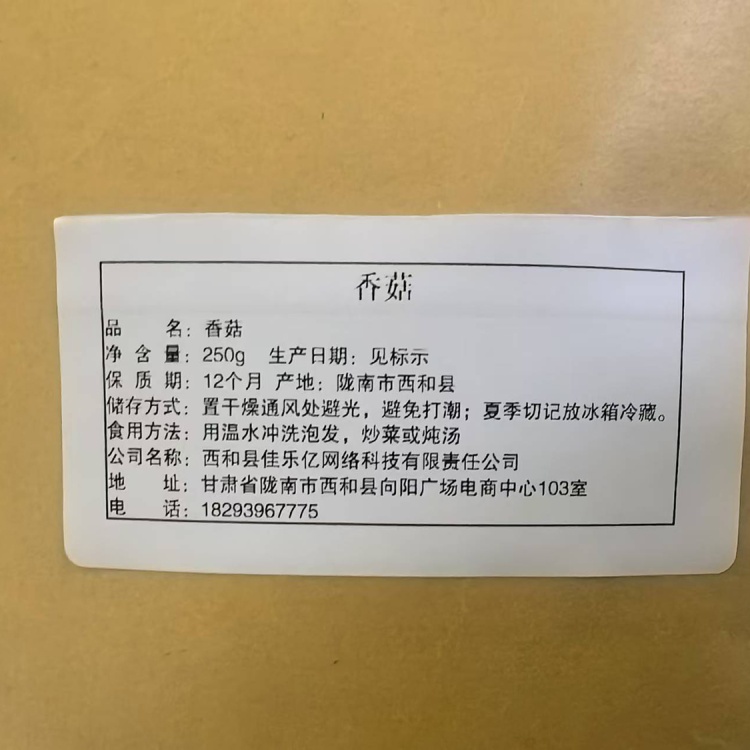 香菇
品　　名：香菇
净 含 量：250g　生产日期：见标示
保 质 期：12个月 产地：陇南市西和县
储存方式：置干燥通风处避光，避免打潮；夏季切记放冰箱冷藏。
食用方法：用温水冲洗泡发，炒菜或炖汤
公司名称：西和县佳乐亿网络科技有限责任公司
地　　址：甘肃省陇南市西和县向阳广场电商中心103室
电　　话：18293967775